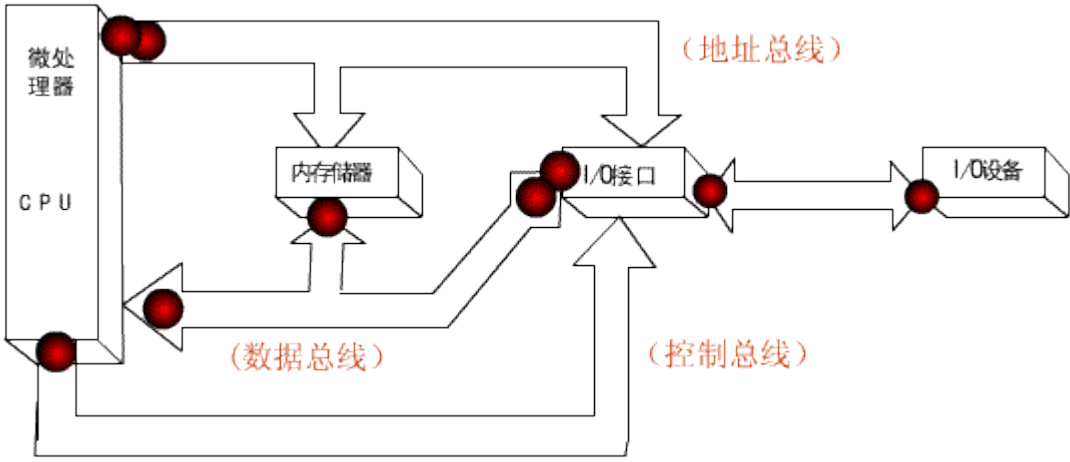 微处
理器
CPU
（地址总线）
内存储器
I/O接口
I/O设备
(数据总线）
（控制总线）